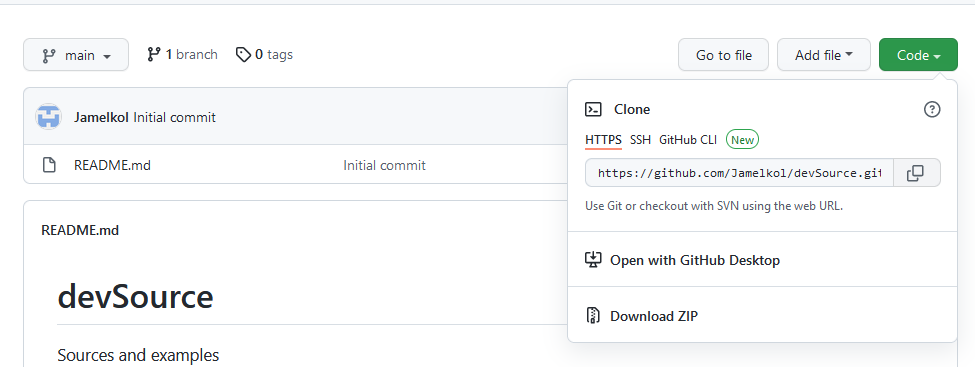 main 1 branch 0 tags Go to file Add file Code
Jamelkol Initial commit
README.md Initial commit
Clone
HTTPS SSH GitHub CLI New
https://github.com/Jamelkol/devSource.git
Use Git or checkout with SVN using the web URL.
Open with GitHub Desktop
Download ZIP
README.md
devSource
Sources and examples